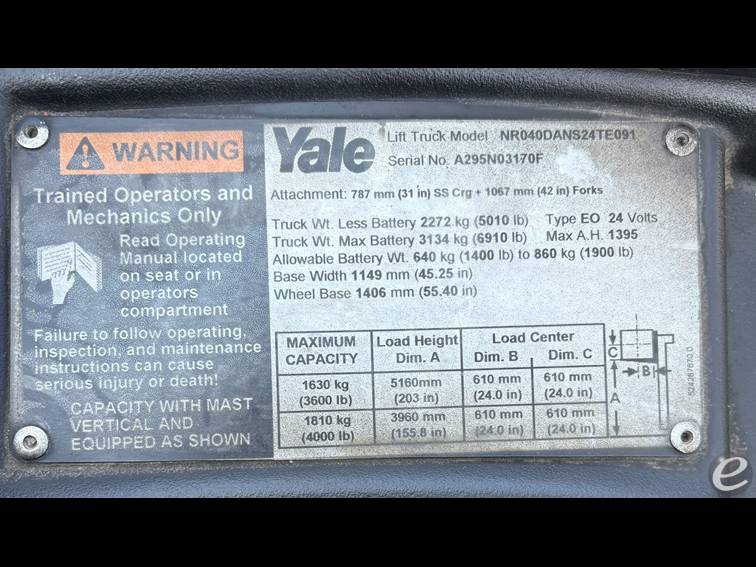 WARNING
Trained Operators and
Mechanics Only
Read Operating
Manual located
on seat or in
operators
compartment
Failure to follow operating,
inspection, and maintenance
instructions can cause
serious injury or death!
CAPACITY WITH MAST
VERTICAL AND
EQUIPPED AS SHOWN
Yale
Lift Truck Model NR040DANS24TE091
Serial No. A295N03170F
Attachment: 787 mm (31 in) SS Crg + 1067 mm (42 in) Forks
Truck Wt. Less Battery 2272 kg (5010 lb) Type EO 24 Volts
Truck Wt. Max Battery 3134 kg (6910 lb) Max A.H. 1395
Allowable Battery Wt. 640 kg (1400 lb) to 860 kg (1900 lb)
Base Width 1149 mm (45.25 in)
Wheel Base 1406 mm (55.40 in)
MAXIMUM CAPACITY Load Height Dim. A Load Center Dim. B Dim. C
1630 kg 5160mm 610 mm 610 mm
(3600 lb) (203 in) (24.0 in) (24.0 in)
1810 kg 3960 mm 610 mm 610 mm
(4000 lb) (155.8 in) (24.0 in) (24.0 in)
C
B
A
e